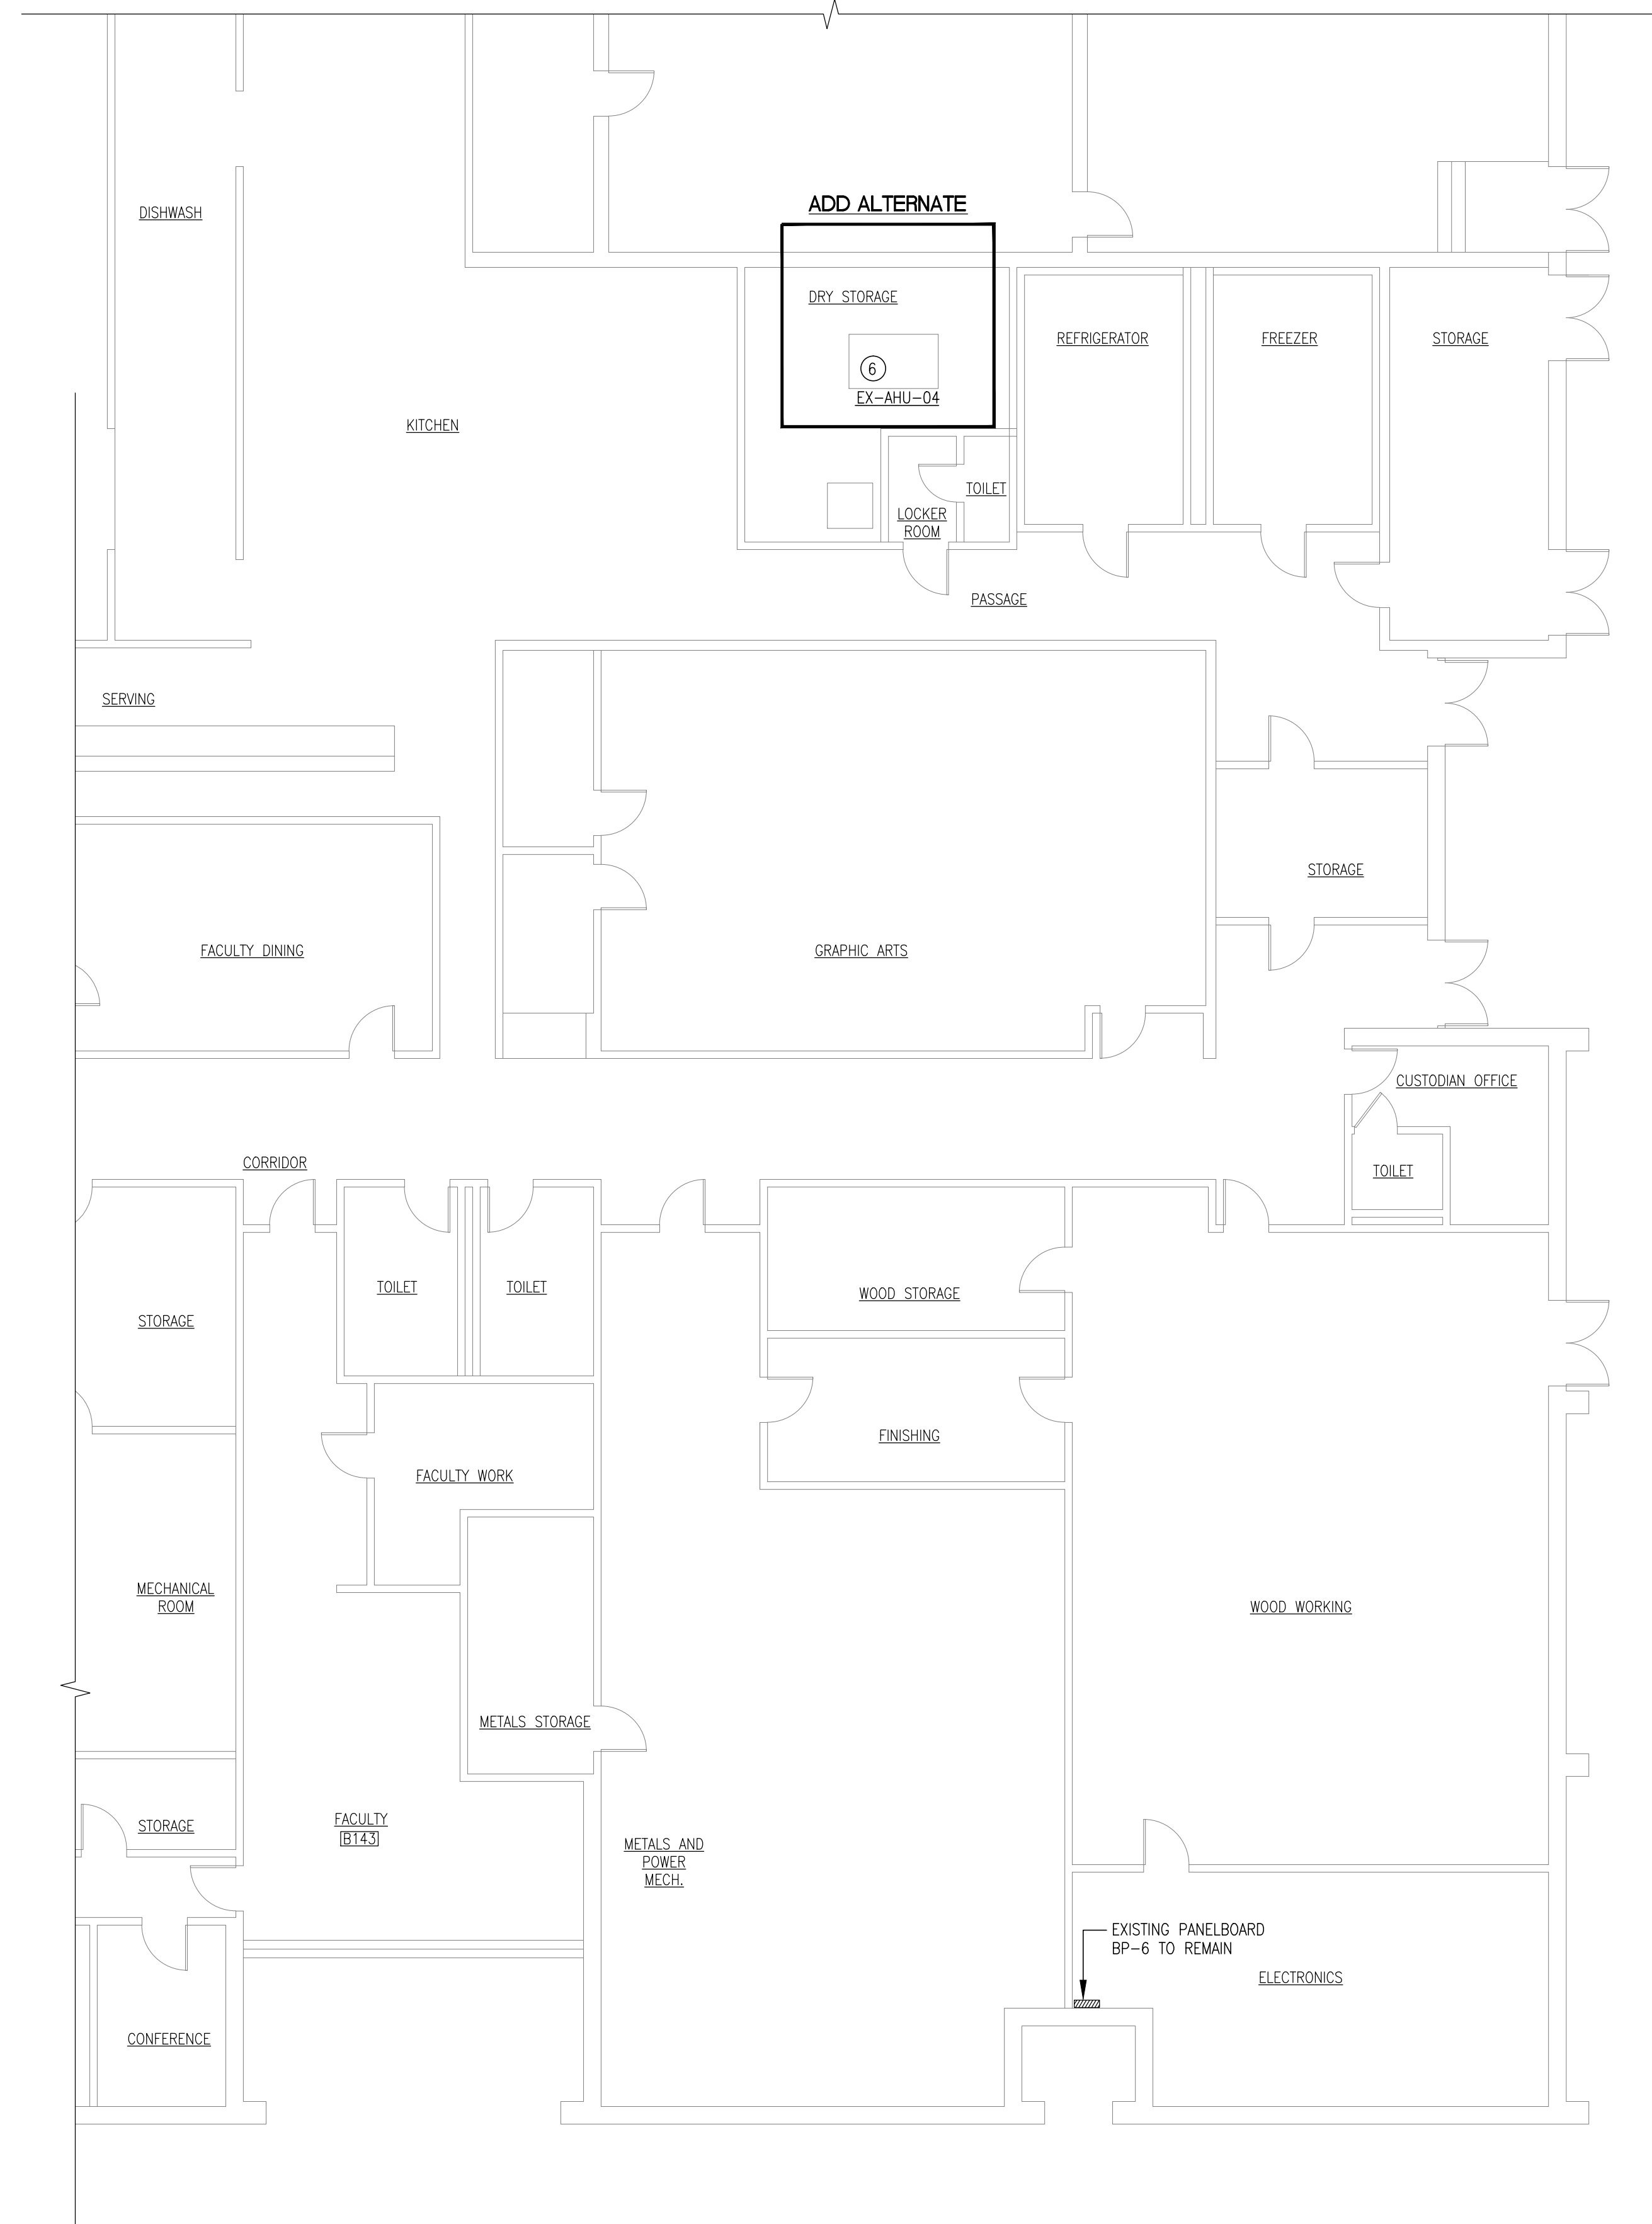 ADD ALTERNATE
DISHWASH
DRY STORAGE
REFRIGERATOR
FREEZER
STORAGE
6
EX-AHU-04
KITCHEN
TOILET
LOCKER
ROOM
PASSAGE
SERVING
STORAGE
FACULTY DINING
GRAPHIC ARTS
CUSTODIAN OFFICE
CORRIDOR
TOILET
TOILET
TOILET
WOOD STORAGE
STORAGE
FINISHING
FACULTY WORK
MECHANICAL
ROOM
WOOD WORKING
METALS STORAGE
FACULTY
B143
STORAGE
METALS AND
POWER
MECH.
EXISTING PANELBOARD
BP-6 TO REMAIN
ELECTRONICS
CONFERENCE